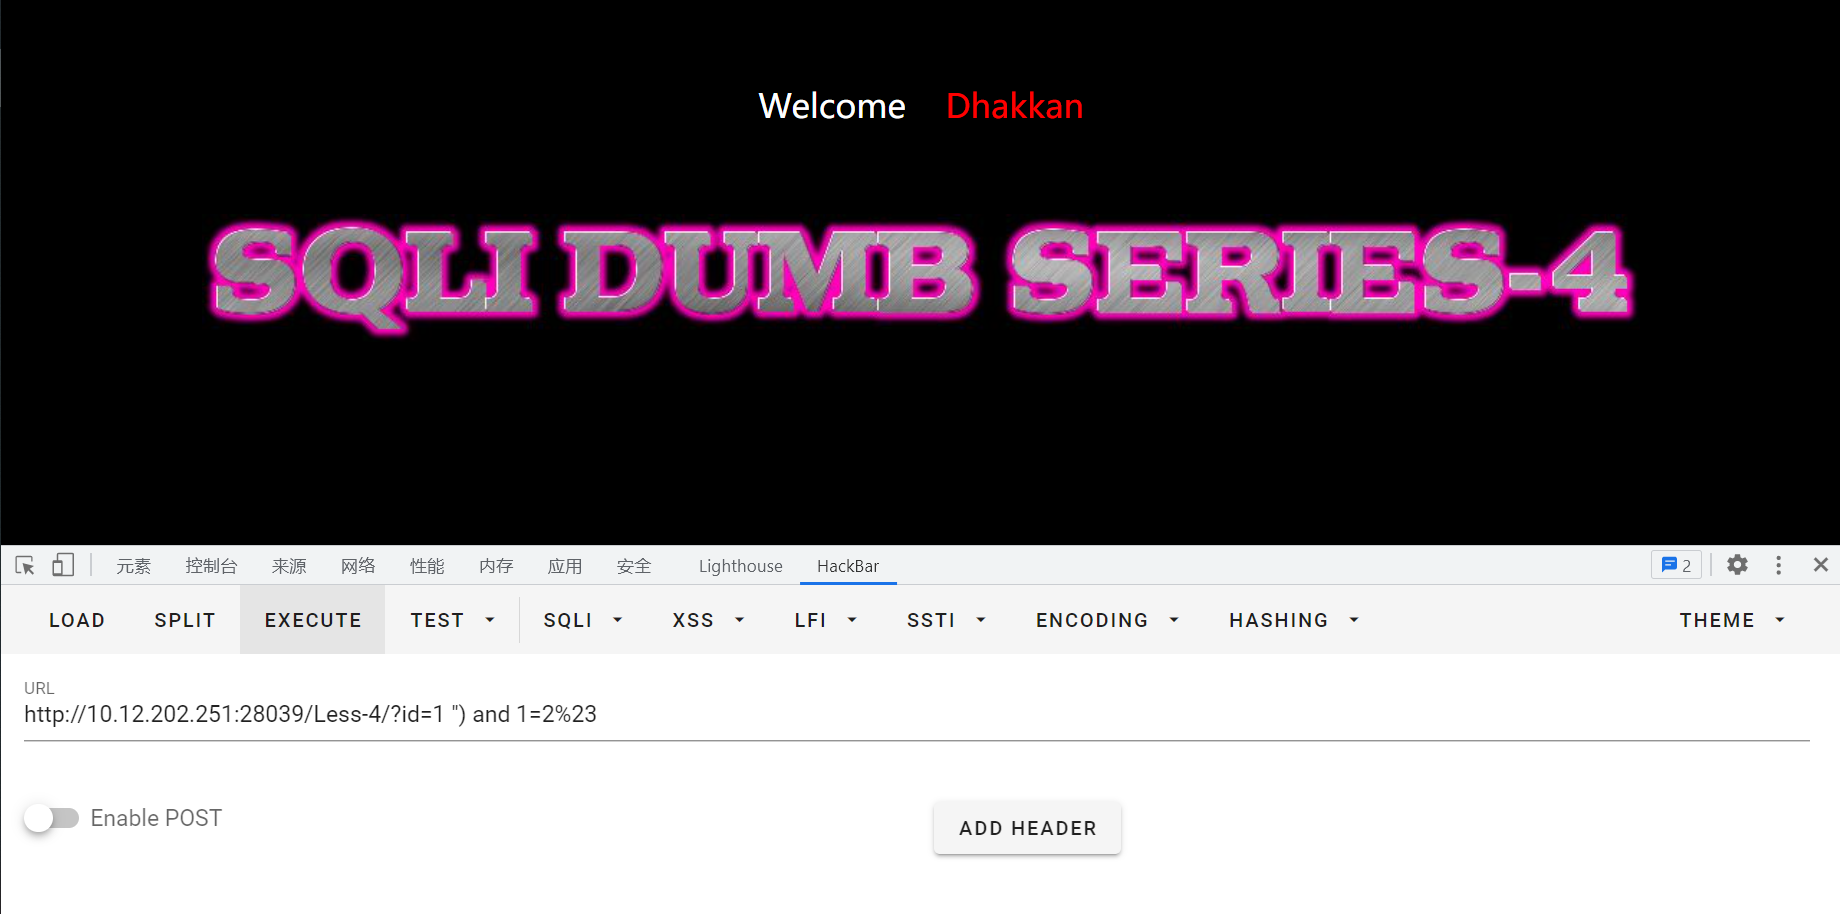 Welcome Dhakkan
SQLI DUMB SERIES-4
元素 控制台 来源 网络 性能 内存 应用 安全 Lighthouse HackBar 2
LOAD SPLIT EXECUTE TEST SQLI XSS LFI SSTI ENCODING HASHING THEME
URL
http://10.12.202.251:28039/Less-4/?id=1 ") and 1=2%23
Enable POST ADD HEADER